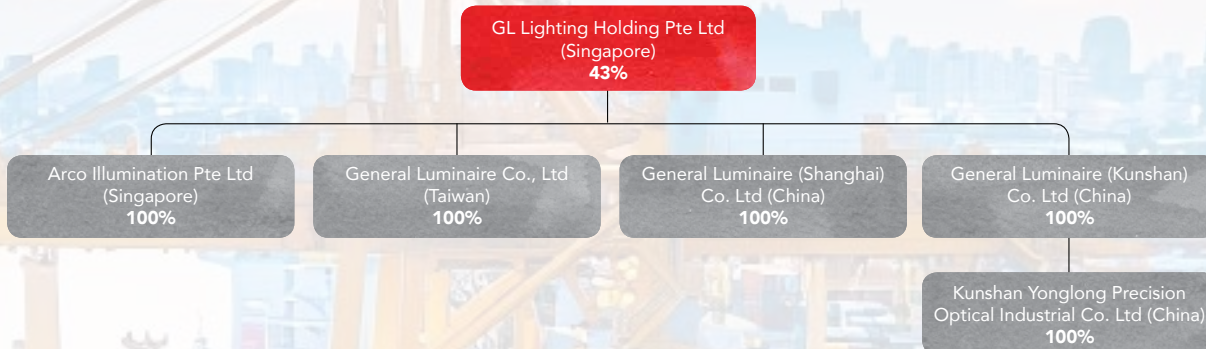 GL Lighting Holding Pte Ltd
(Singapore)
43%
Arco Illumination Pte Ltd
(Singapore)
100%
General Luminaire Co., Ltd
(Taiwan)
100%
General Luminaire (Shanghai)
Co. Ltd (China)
100%
General Luminaire (Kunshan)
Co. Ltd (China)
100%
Kunshan Yonglong Precision
Optical Industrial Co. Ltd (China)
100%